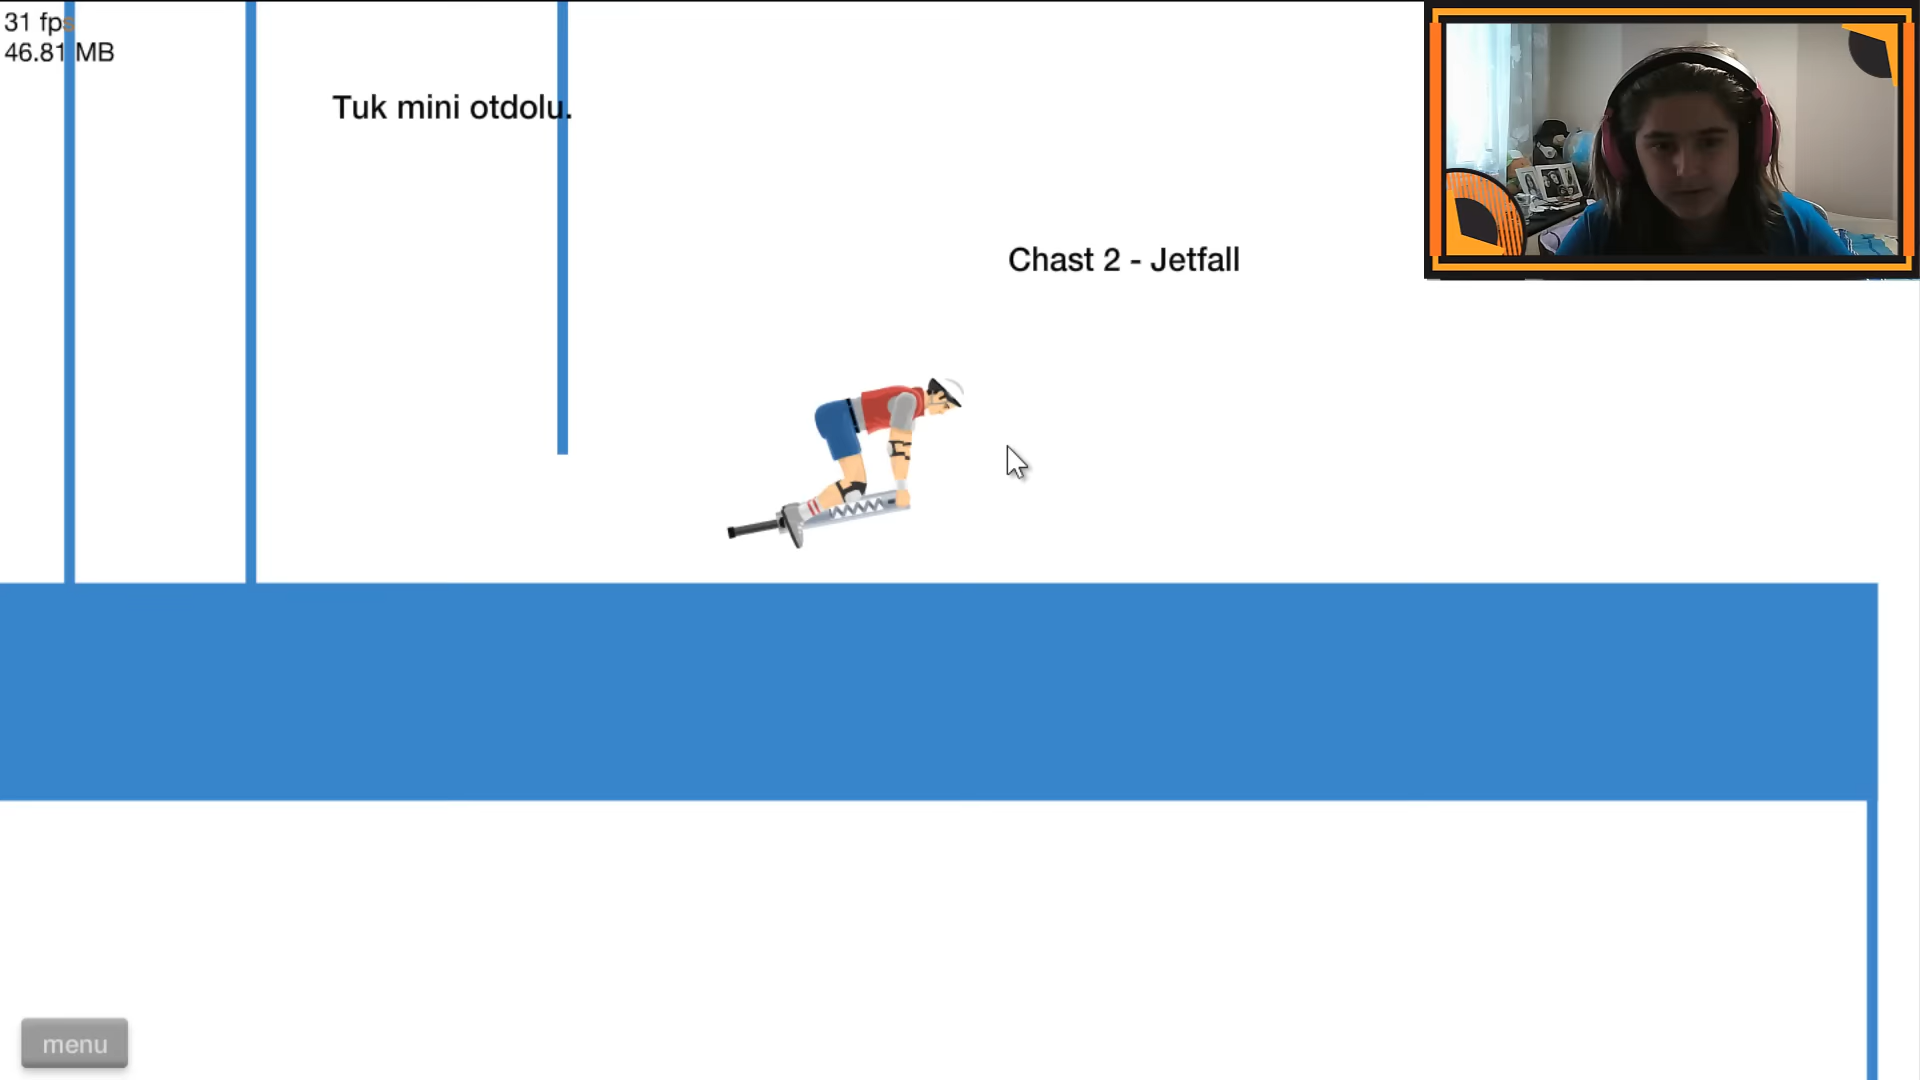 31 fps
46.81 MB
Tuk mini otdolu.
Chast 2 - Jetfall
menu